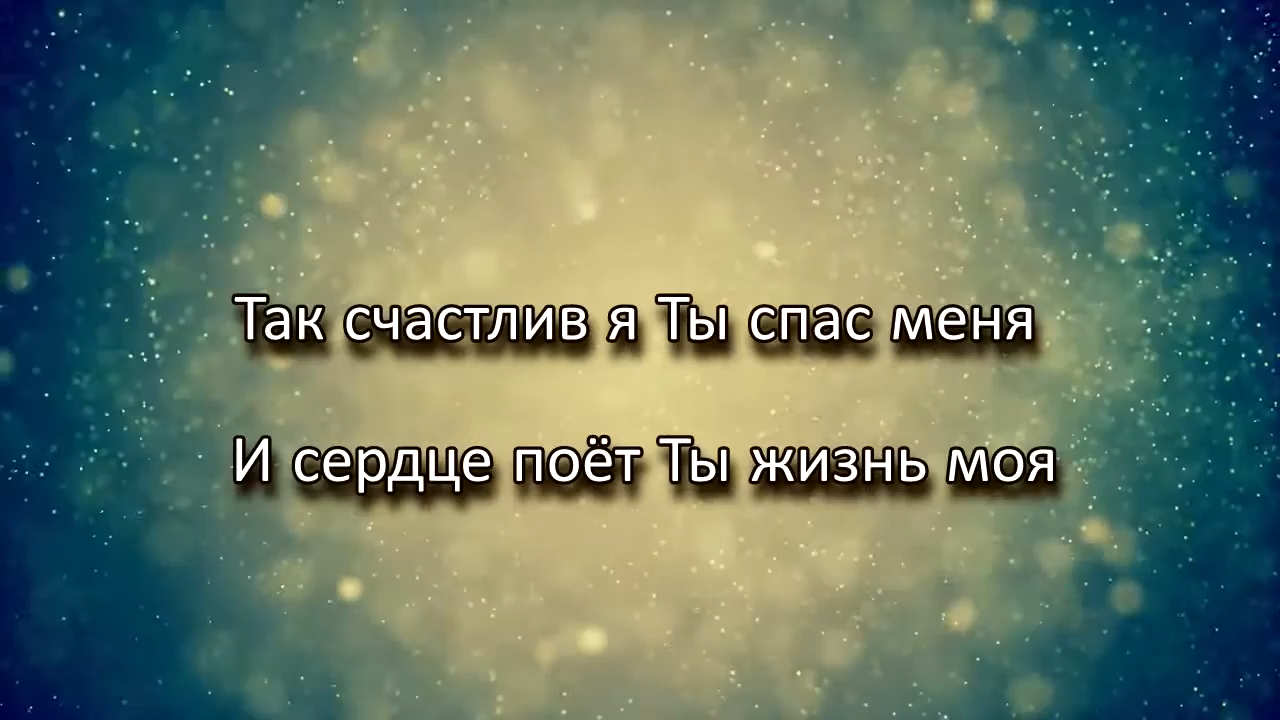 Так счастлив я Ты спас меня
И сердце поёт Ты жизнь моя